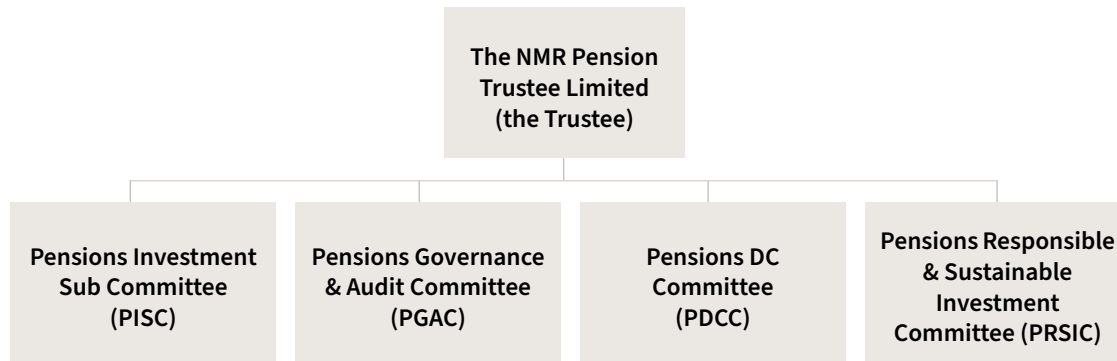 The NMR Pension
Trustee Limited
(the Trustee)
Pensions Investment
Sub Committee
(PISC)
Pensions Governance
& Audit Committee
(PGAC)
Pensions DC
Committee
(PDCC)
Pensions Responsible
& Sustainable
Investment
Committee (PRSIC)